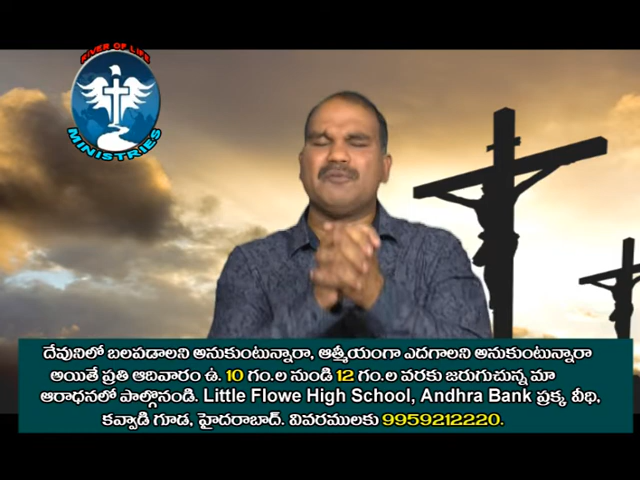 RIVER OF LIFE
MINISTRIES
దేవునిలో బలపడాలని అనుకుంటున్నారా, ఆత్మీయంగా ఎదగాలని అనుకుంటున్నారా
అయితే ప్రతి ఆదివారం ఉ. 10 గం.ల నుండి 12 గం.ల వరకు జరుగుచున్న మా
ఆరాధనలో పాల్గొనండి. Little Flowe High School, Andhra Bank ప్రక్క వీధి,
కవ్వాడి గూడ, హైదరాబాద్. వివరములకు 9959212220.